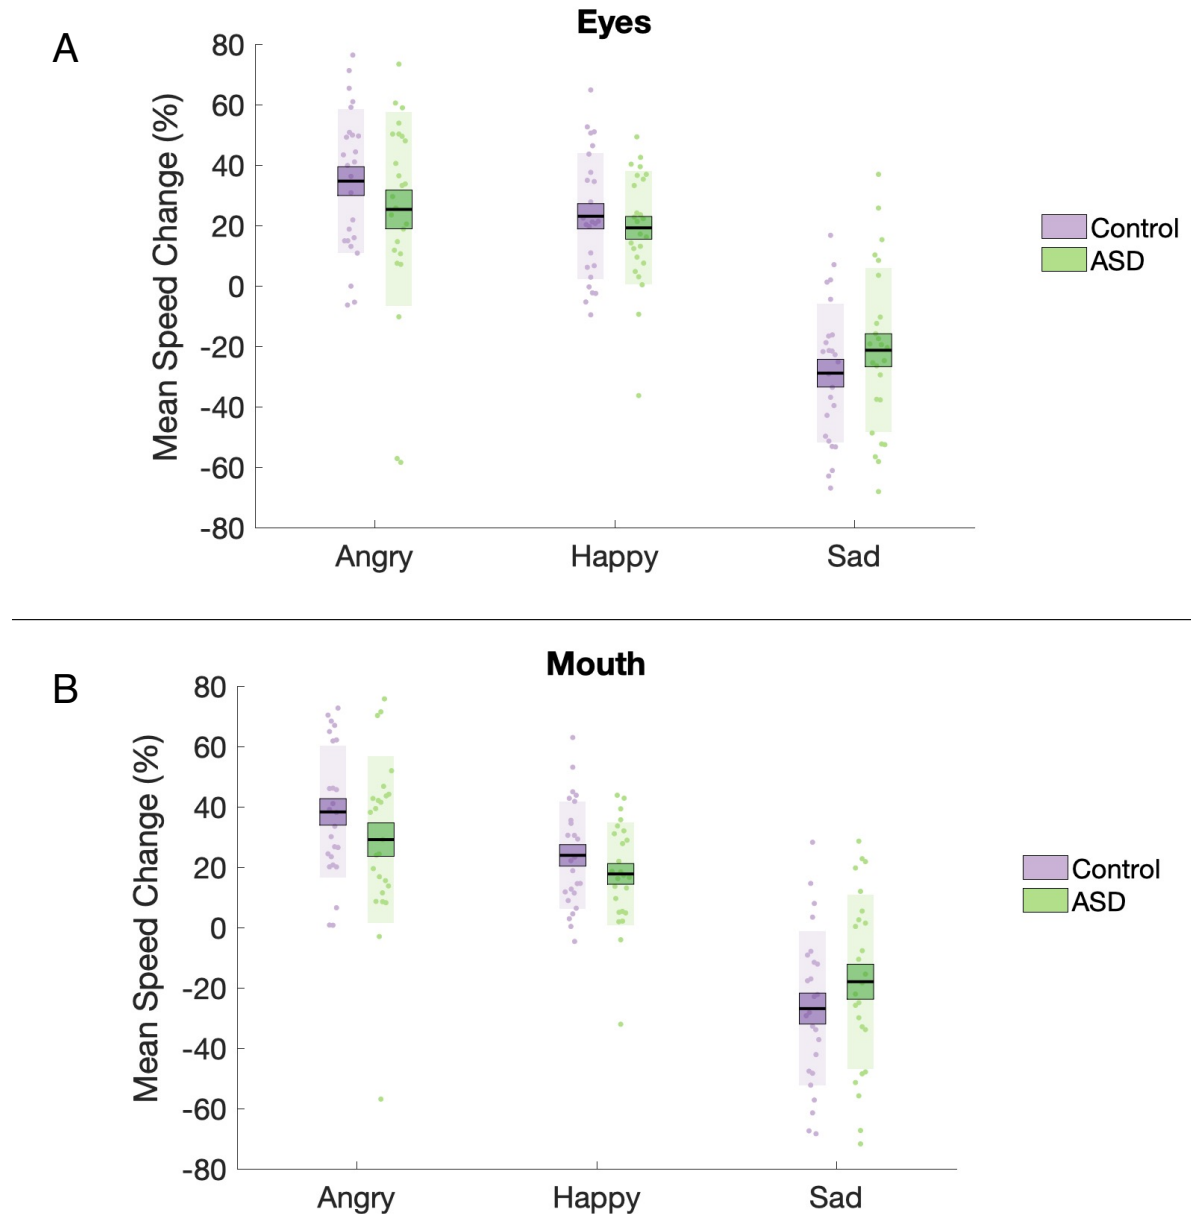 A
Eyes
80
60
40
20
0
-20
-40
-60
-80
Mean Speed Change (%)
Angry
Happy
Sad
Control
ASD
B
Mouth
80
60
40
20
0
-20
-40
-60
-80
Mean Speed Change (%)
Angry
Happy
Sad
Control
ASD